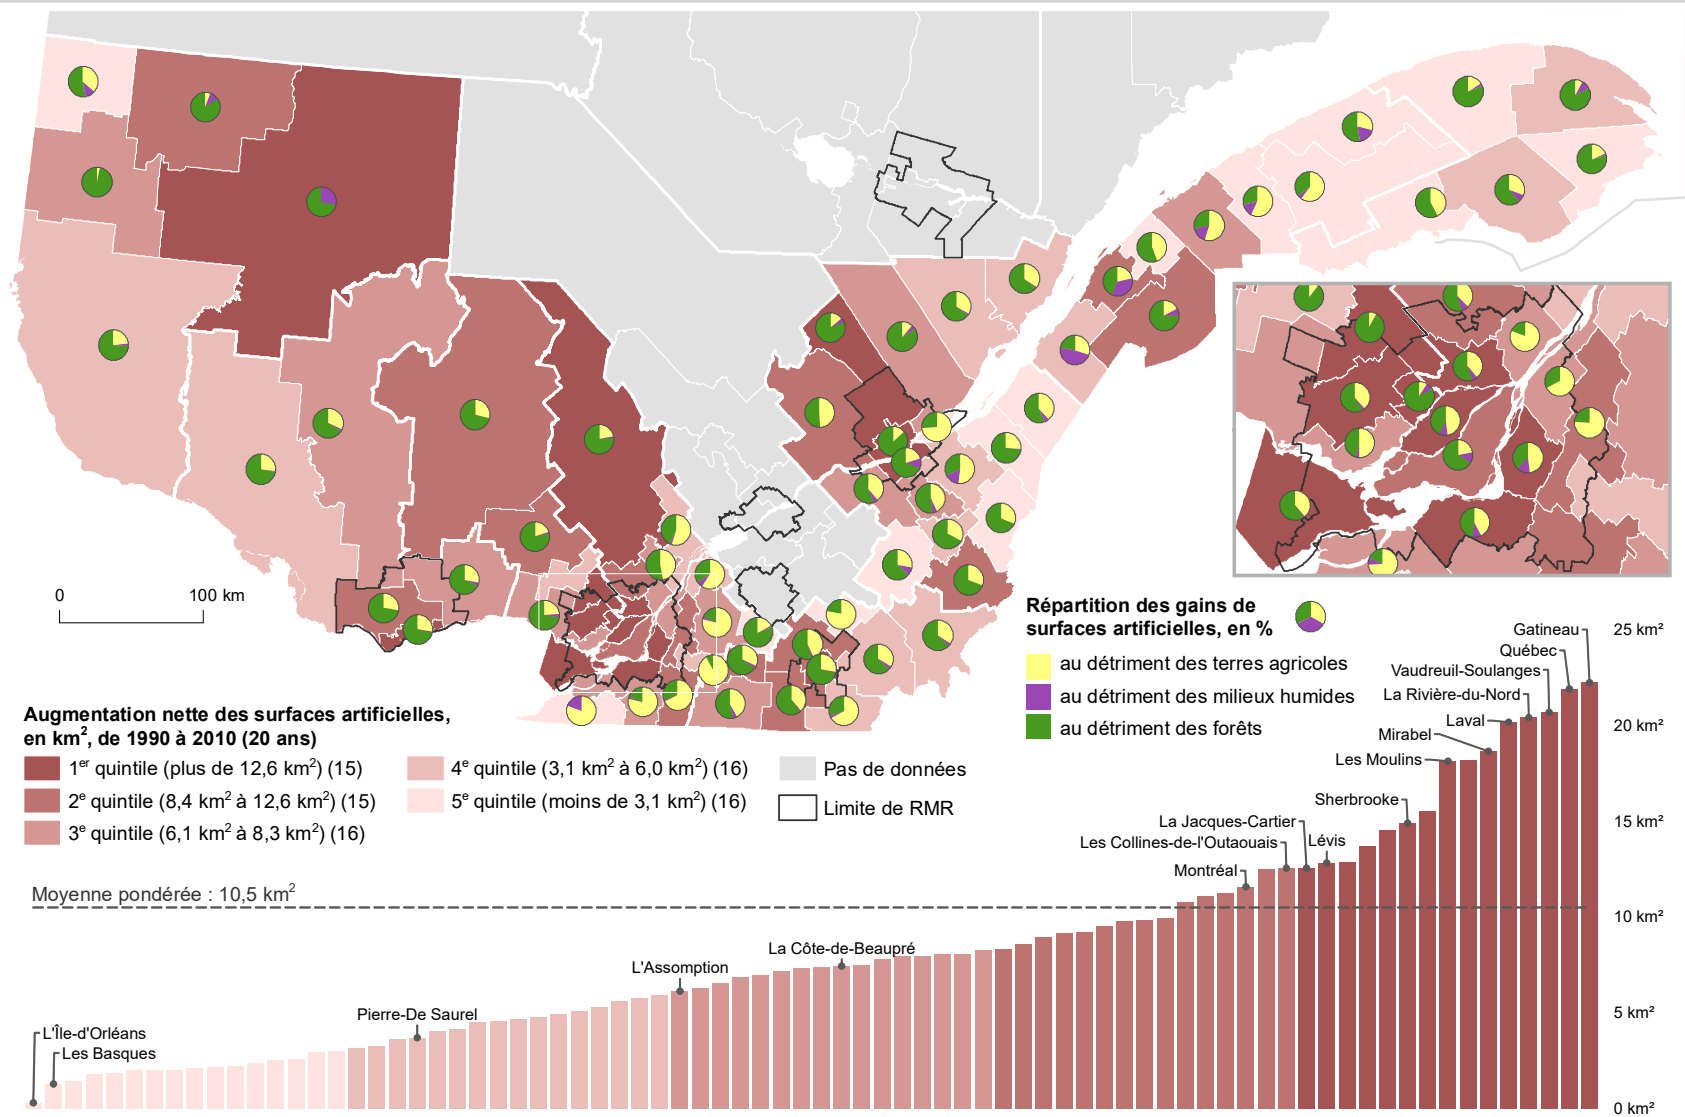 0
100 km
Répartition des gains de
surfaces artificielles, en %
au détriment des terres agricoles
au détriment des milieux humides
au détriment des forêts
Augmentation nette des surfaces artificielles,
en km², de 1990 à 2010 (20 ans)
1er quintile (plus de 12,6 km²) (15)
2e quintile (8,4 km² à 12,6 km²) (15)
3e quintile (6,1 km² à 8,3 km²) (16)
4e quintile (3,1 km² à 6,0 km²) (16)
5e quintile (moins de 3,1 km²) (16)
Pas de données
Limite de RMR
Moyenne pondérée : 10,5 km²
L'Île-d'Orléans
Les Basques
Pierre-De Saurel
L'Assomption
La Côte-de-Beaupré
Montréal
Les Collines-de-l'Outaouais
La Jacques-Cartier
Lévis
Sherbrooke
Les Moulins
Mirabel
Laval
La Rivière-du-Nord
Vaudreuil-Soulanges
Québec
Gatineau
25 km²
20 km²
15 km²
10 km²
5 km²
0 km²